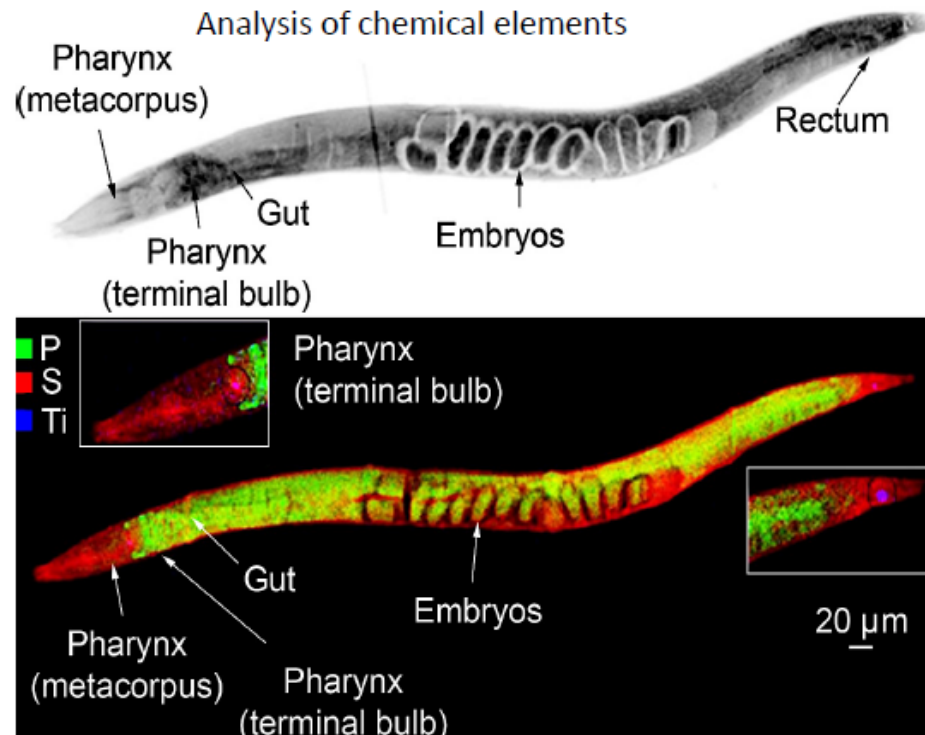 Analysis of chemical elements
Pharynx
(metacorpus)
Rectum
Gut
Embryos
Pharynx
(terminal bulb)
P
S
Ti
Pharynx
(terminal bulb)
Gut
Embryos
20 µm
Pharynx
(metacorpus)
Pharynx
(terminal bulb)